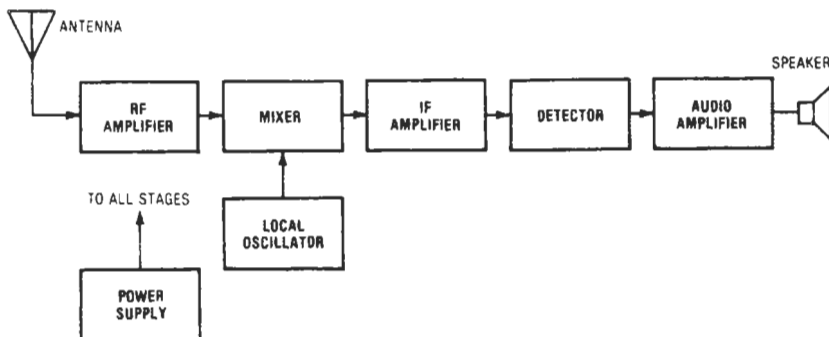 ANTENNA
SPEAKER
RF
AMPLIFIER
MIXER
IF
AMPLIFIER
DETECTOR
AUDIO
AMPLIFIER
TO ALL STAGES
LOCAL
OSCILLATOR
POWER
SUPPLY